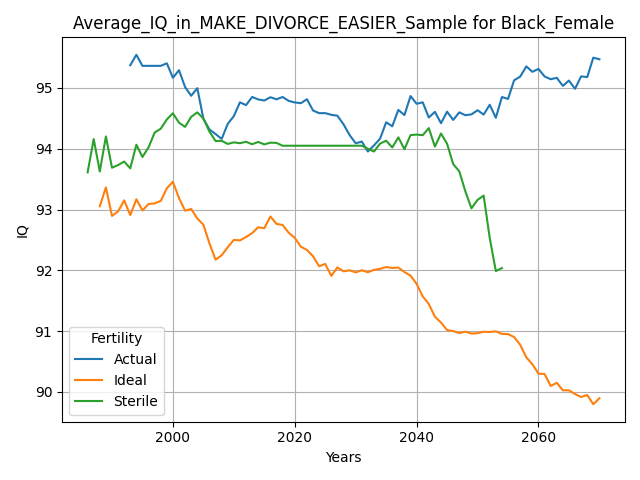 Average_IQ_in_MAKE_DIVORCE_EASIER_Sample for Black_Female
IQ
95
94
93
92
91
90
Fertility
Actual
Ideal
Sterile
2000
2020
2040
2060
Years